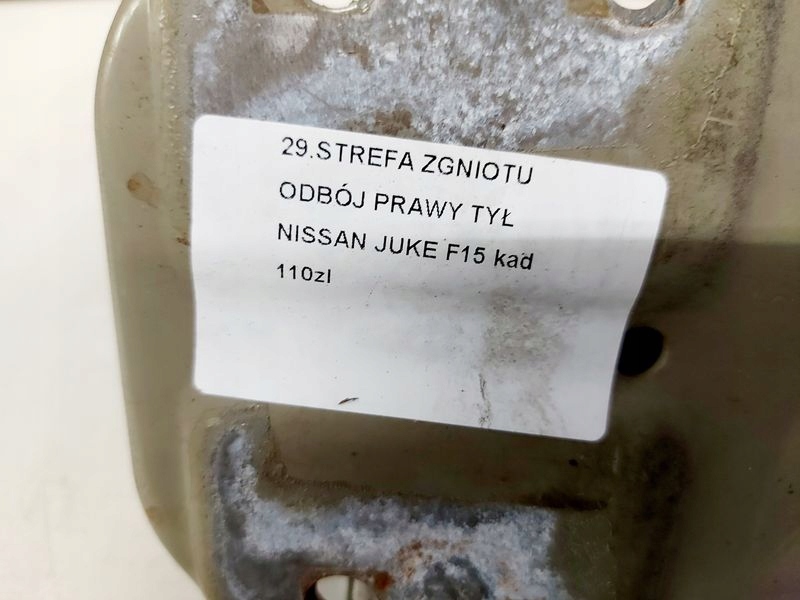 29.STREFA ZGNIOTU
ODBÓJ PRAWY TYŁ
NISSAN JUKE F15 kad
110zl